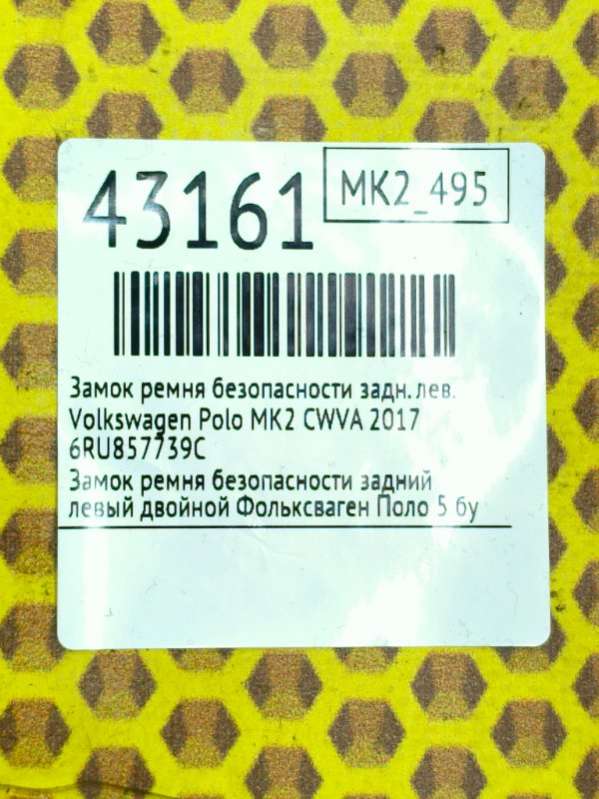 43161
MK2_495
Замок ремня безопасности задн. лев.
Volkswagen Polo MK2 CWVA 2017
6RU857739C
Замок ремня безопасности задний
левый двойной Фольксваген Поло 5 бу